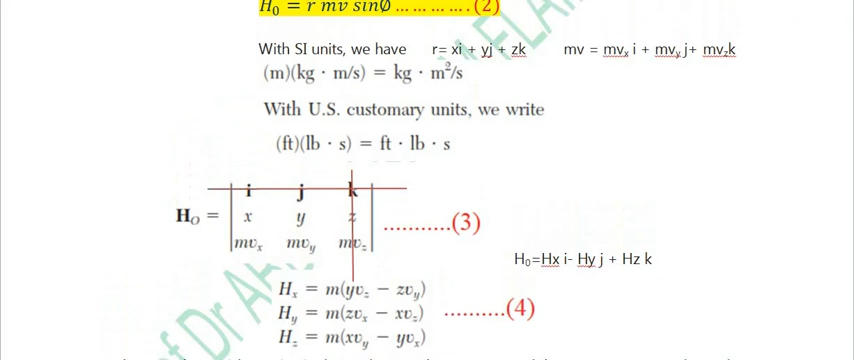 H₀ = r mv sin∅ … … … … . (2)
With SI units, we have r= xi + yj + zk mv = mvₓ i + mvᵧ j+ mv_zk
(m)(kg · m/s) = kg · m²/s
With U.S. customary units, we write
(ft)(lb · s) = ft · lb · s
i j k
H_O = x y z ...........(3)
mvₓ mvᵧ mv_z
H₀=Hx i- Hy j + Hz k
Hₓ = m(yv_z − zvᵧ)
Hᵧ = m(zvₓ − xv_z) ..........(4)
H_z = m(xvᵧ − yvₓ)